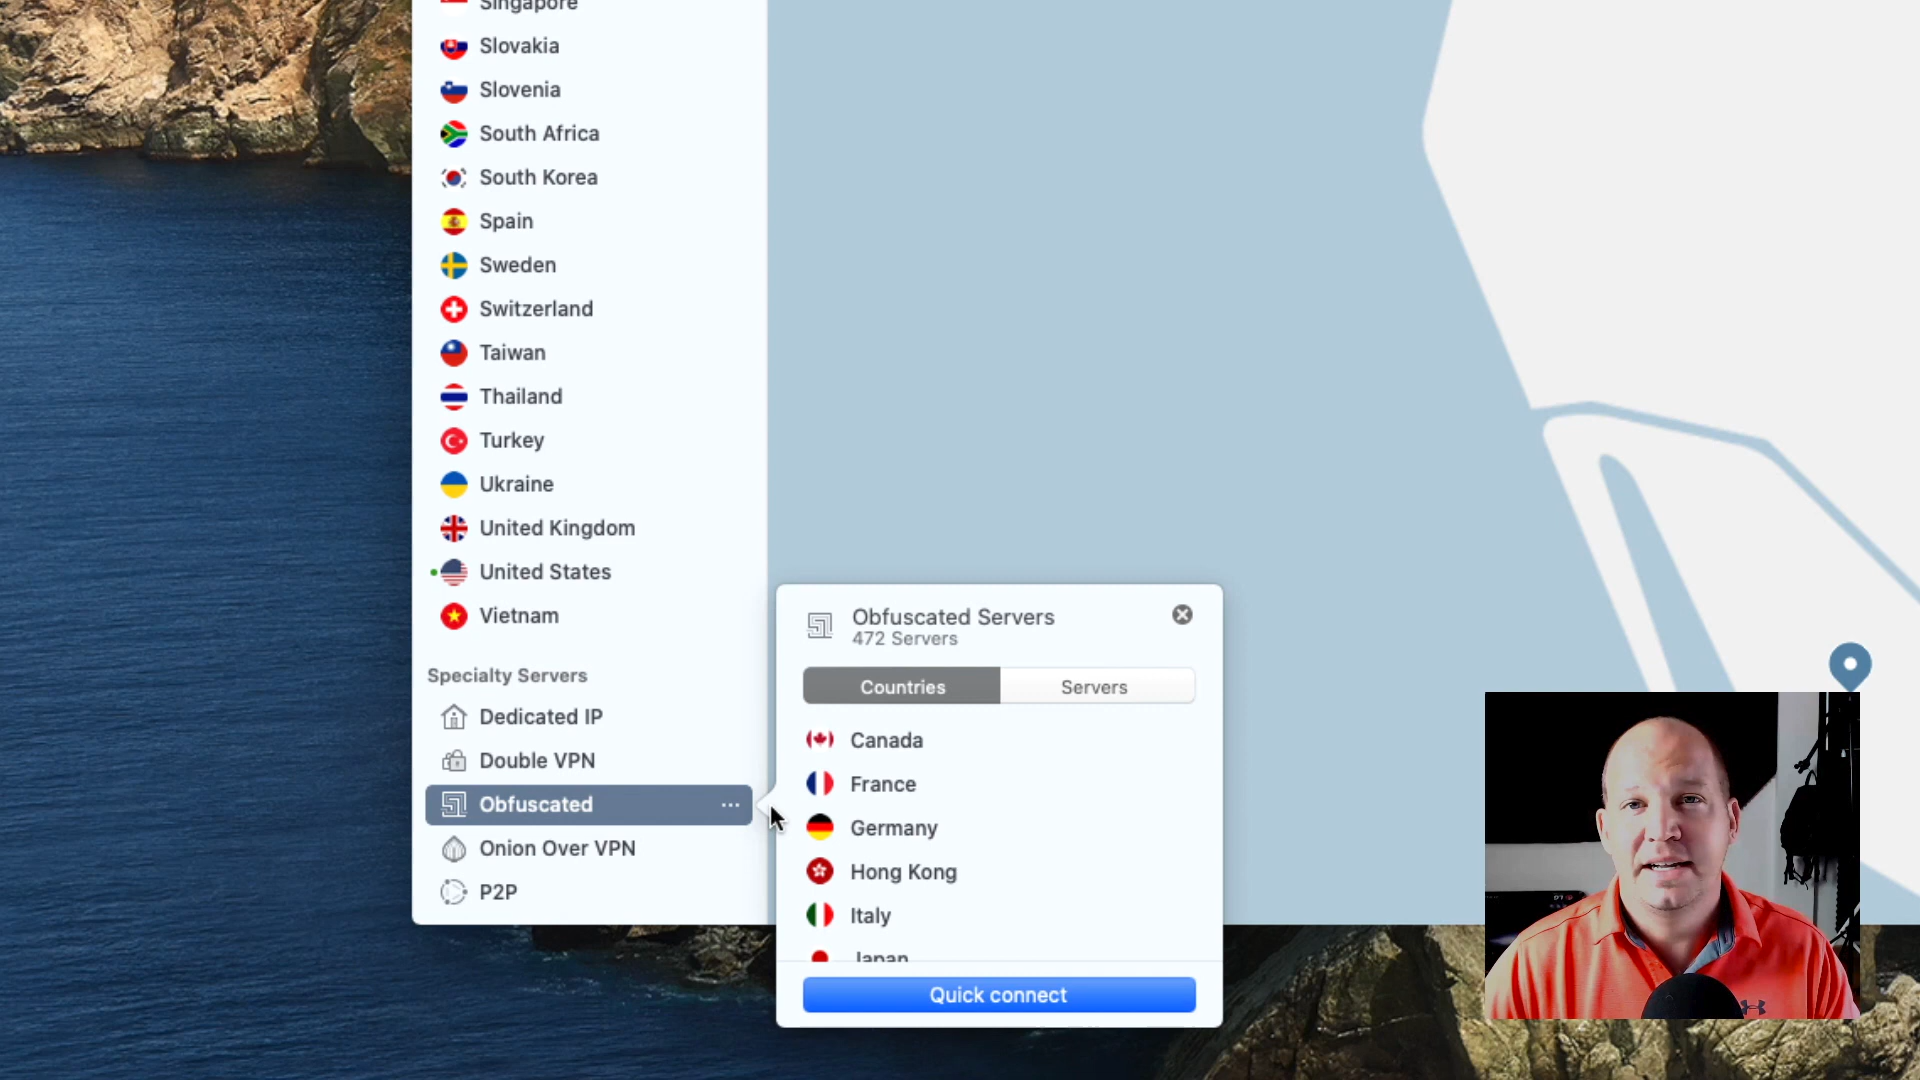 Singapore
Slovakia
Slovenia
South Africa
South Korea
Spain
Sweden
Switzerland
Taiwan
Thailand
Turkey
Ukraine
United Kingdom
United States
Vietnam
Specialty Servers
Dedicated IP
Double VPN
Obfuscated
Onion Over VPN
P2P
Obfuscated Servers
472 Servers
Countries
Servers
Canada
France
Germany
Hong Kong
Italy
Japan
Quick connect